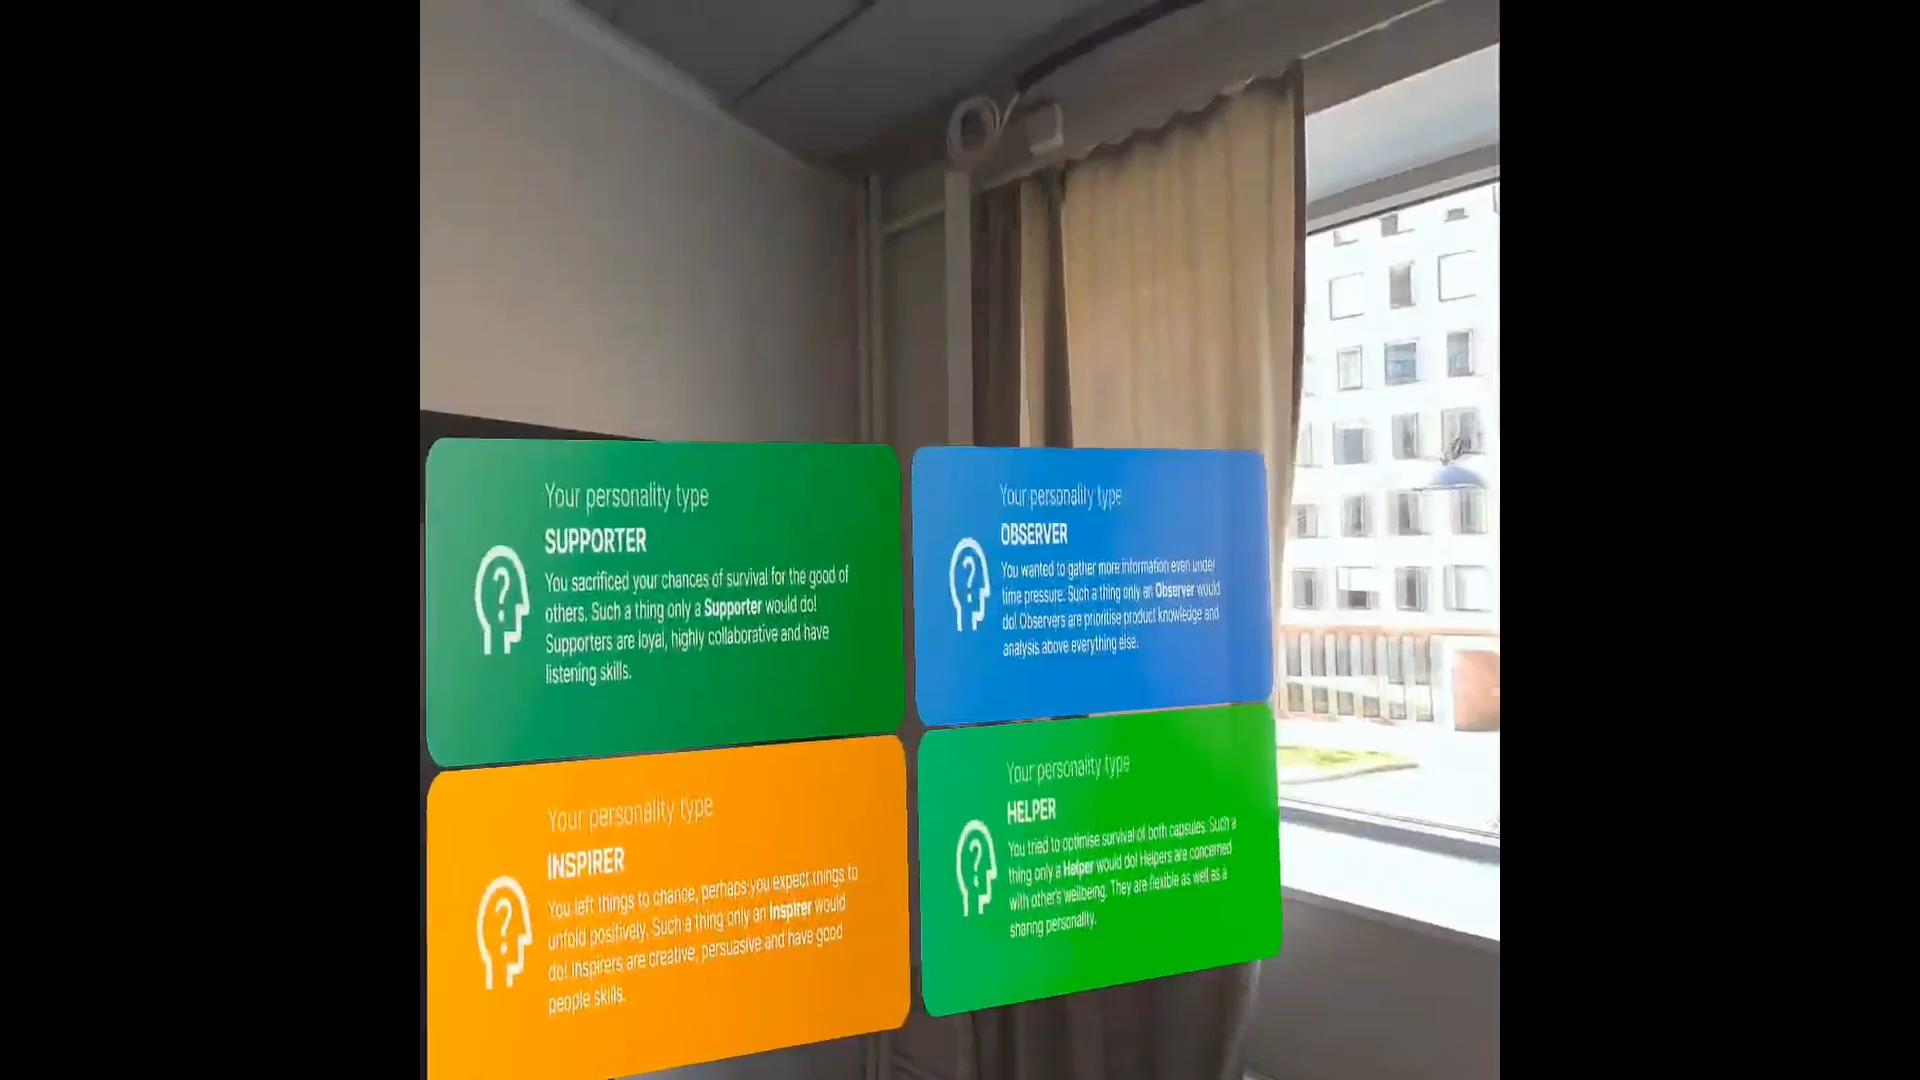 Your personality type
SUPPORTER
You sacrificed your chances of survival for the good of
others. Such a thing only a Supporter would do!
Supporters are loyal, highly collaborative and have
listening skills.
Your personality type
OBSERVER
You wanted to gather more information even under
time pressure. Such a thing only an Observer would
do! Observers are prioritise product knowledge and
analysis above everything else.
Your personality type
INSPIRER
You left things to chance, perhaps you expect things to
unfold positively. Such a thing only an Inspirer would
do! Inspirers are creative, persuasive and have good
people skills.
Your personality type
HELPER
You tried to optimise survival of both capsules. Such a
thing only a Helper would do! Helpers are concerned
with other's wellbeing. They are flexible as well as a
sharing personality.